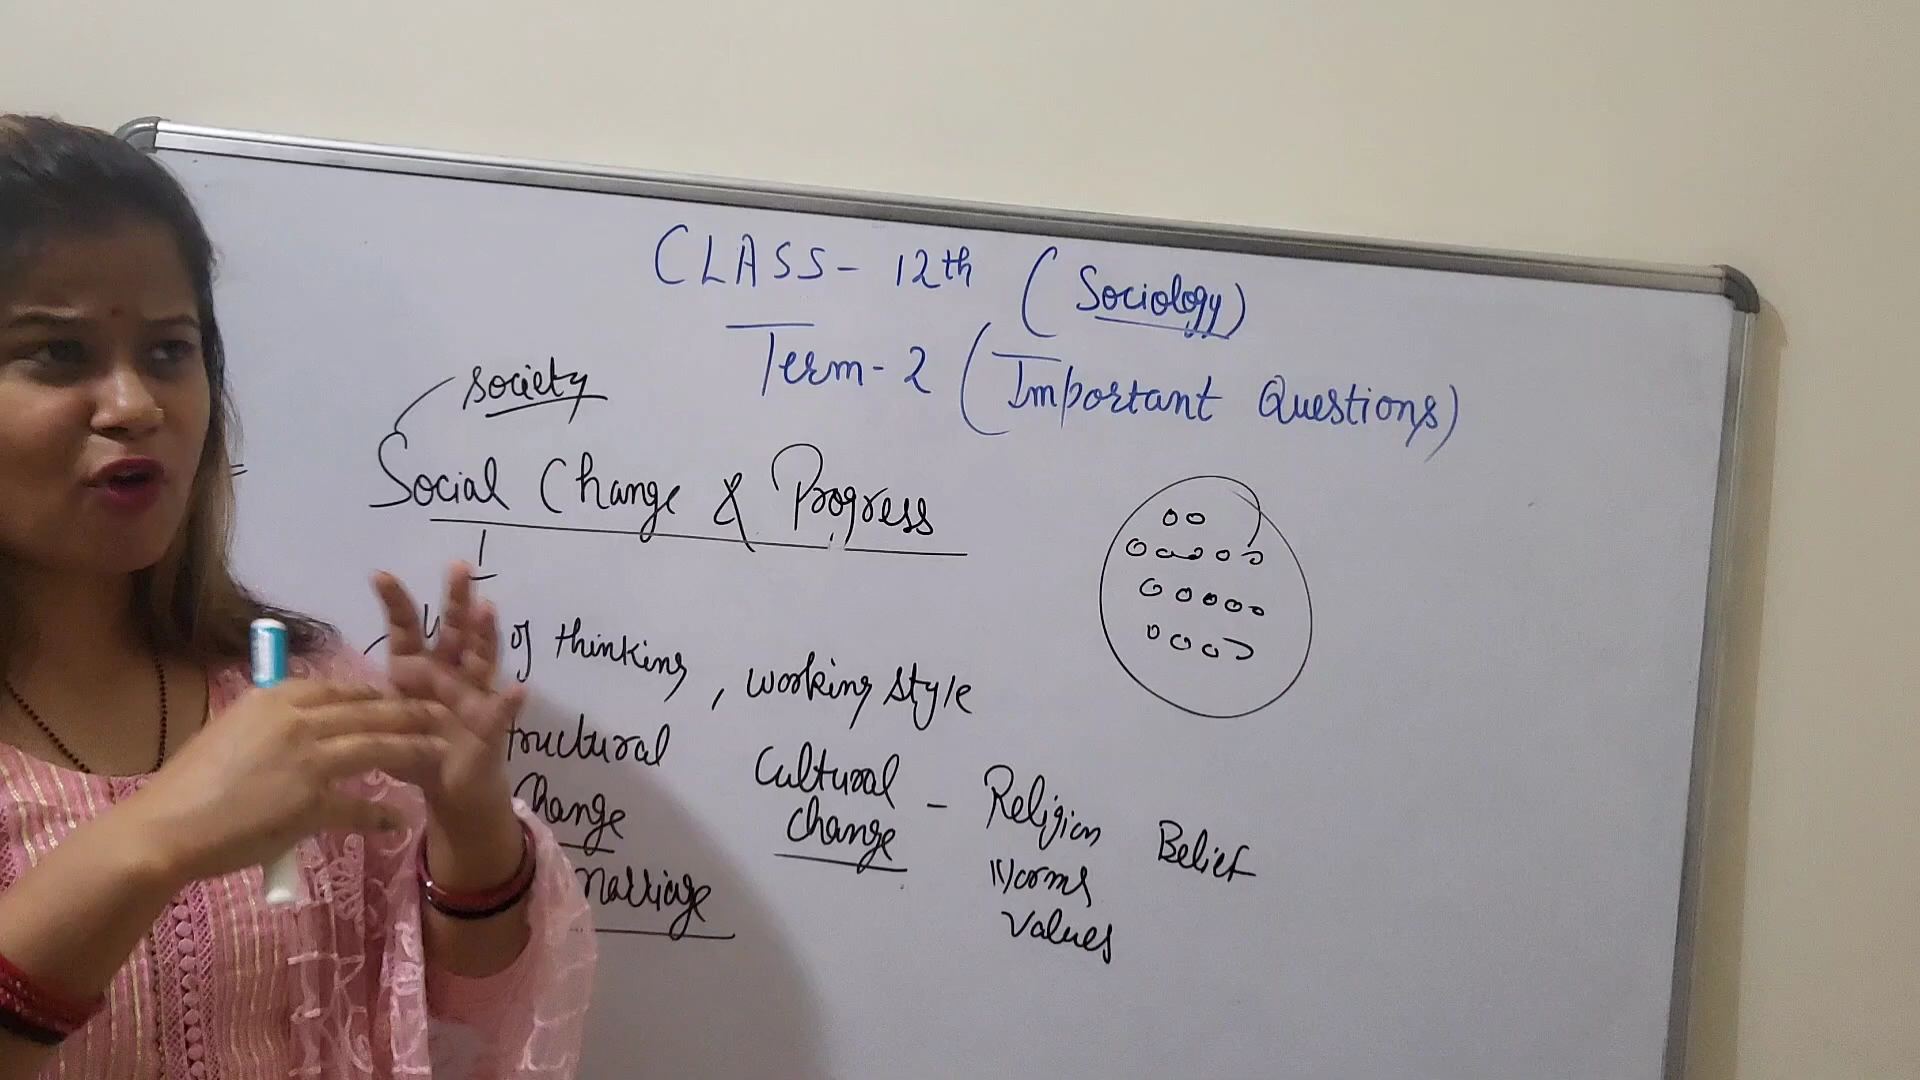 CLASS - 12th (Sociology)
Term - 2 (Important Questions)
society
Social Change & Progress
of thinking, working style
tructural
hange
marriage
Cultural
change
- Religion Belief
Norms
Values